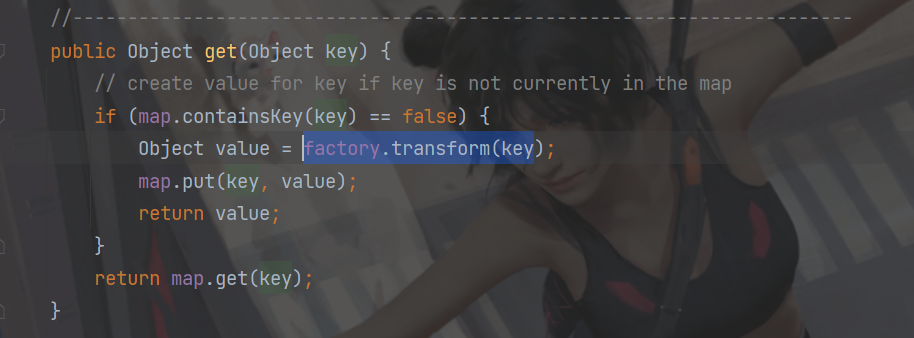 //-----------------------------------------------------------------------
public Object get(Object key) {
// create value for key if key is not currently in the map
if (map.containsKey(key) == false) {
Object value = factory.transform(key);
map.put(key, value);
return value;
}
return map.get(key);
}